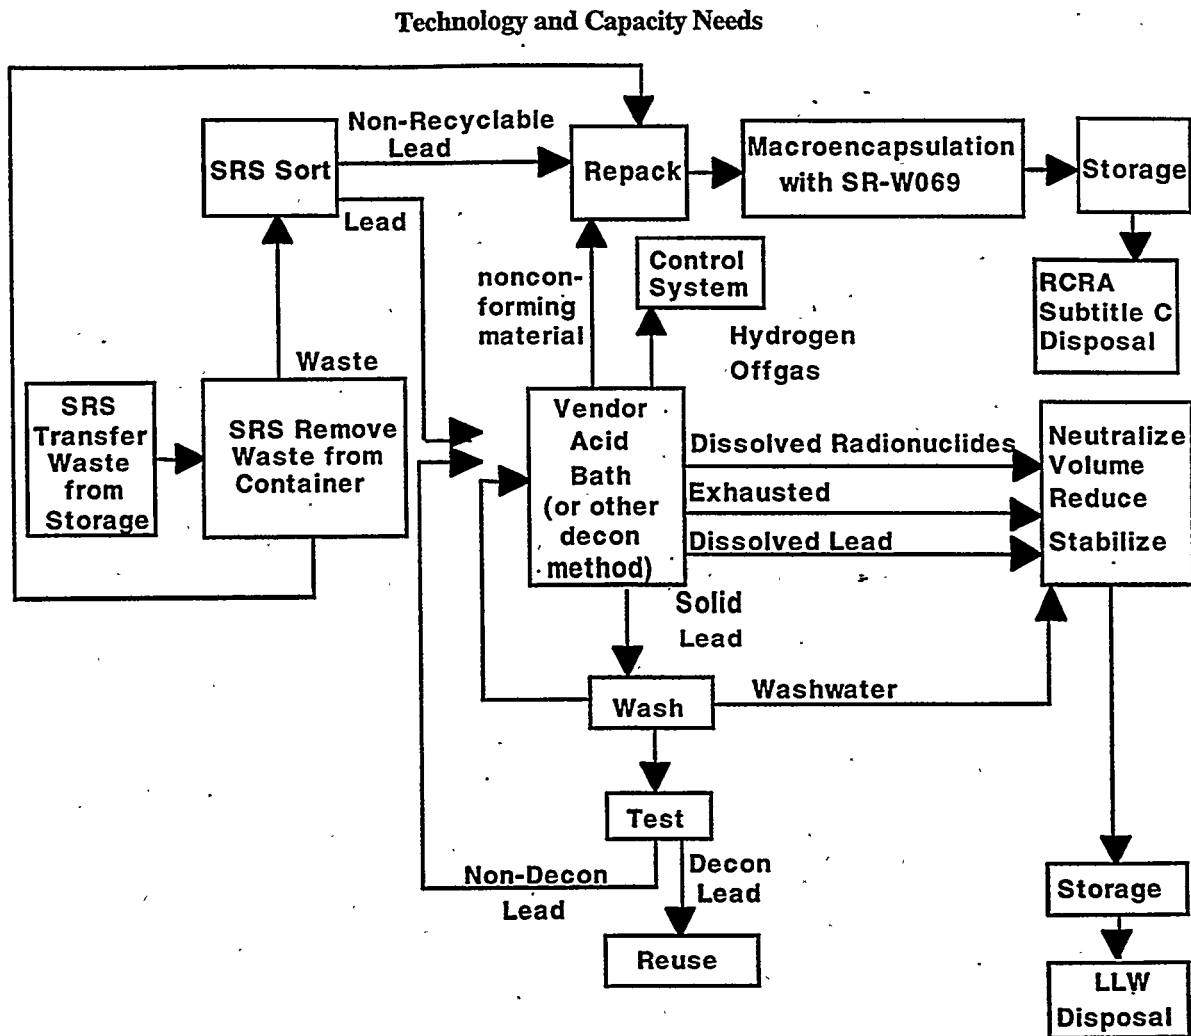 Technology and Capacity Needs
Non-Recyclable
Lead
SRS Sort
Lead
Repack
Macroencapsulation
with SR-W069
Storage
RCRA
Subtitle C
Disposal
Control
System
noncon-
forming
material
Hydrogen
Offgas
Waste
SRS
Transfer
Waste
from
Storage
SRS Remove
Waste from
Container
Vendor
Acid
Bath
(or other
decon
method)
Dissolved Radionuclides
Exhausted
Dissolved Lead
Neutralize
Volume
Reduce
Stabilize
Solid
Lead
Wash
Washwater
Test
Non-Decon
Lead
Decon
Lead
Reuse
Storage
LLW
Disposal